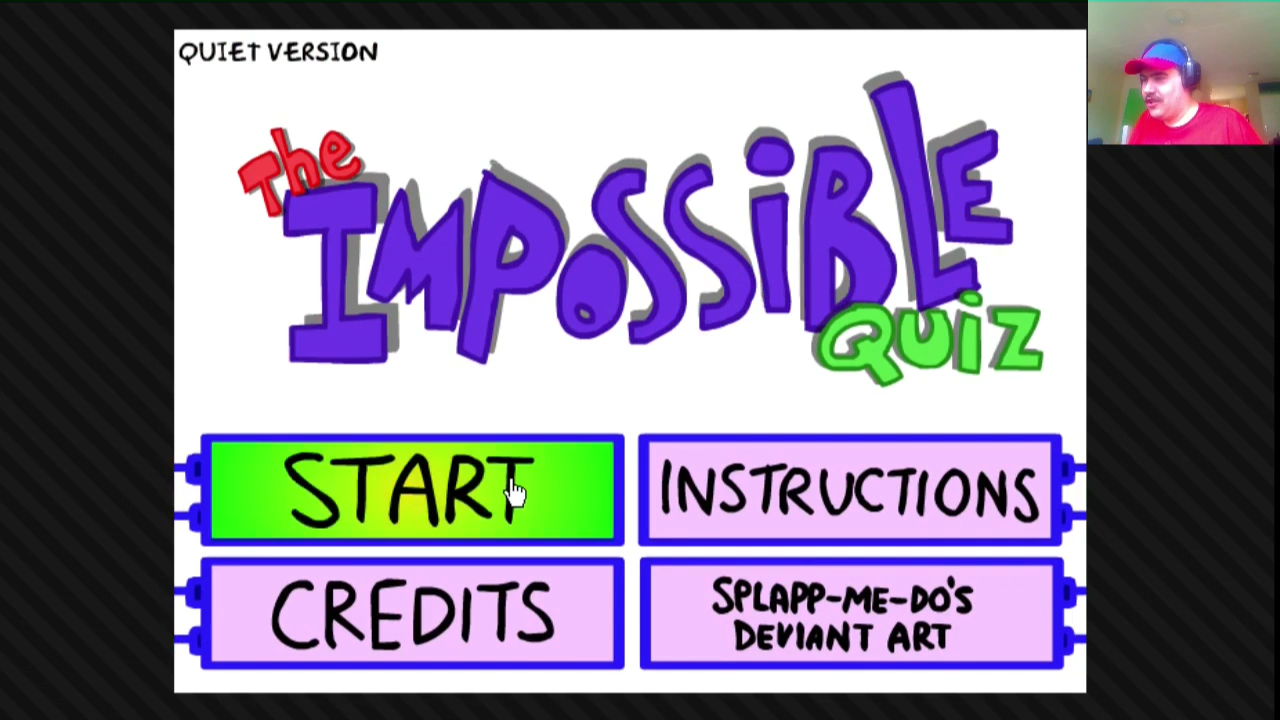 QUIET VERSION
The
IMPOSSIBLE
QUIZ
START
INSTRUCTIONS
CREDITS
SPLAPP-ME-DO'S
DEVIANT ART